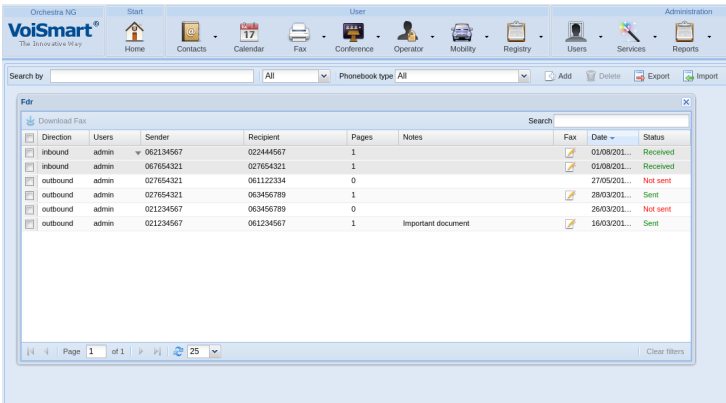 Orchestra NG Start User Administration
VoiSmart®
The Innovative Way
17
Home Contacts Calendar Fax Conference Operator Mobility Registry Users Services Reports
Search by All Phonebook type All Add Delete Export Import
Fdr
Download Fax Search
Direction Users Sender Recipient Pages Notes Fax Date Status
inbound admin 062134567 022444567 1 01/08/201... Received
inbound admin 067654321 027654321 1 01/08/201... Received
outbound admin 027654321 061122334 0 27/05/201... Not sent
outbound admin 027654321 063456789 1 28/03/201... Sent
outbound admin 021234567 063456789 0 26/03/201... Not sent
outbound admin 021234567 061234567 1 Important document 16/03/201... Sent
Page 1 of 1 25 Clear filters